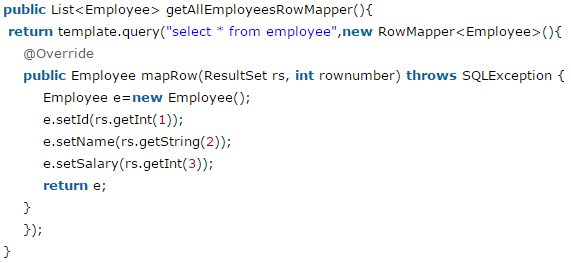 public List<Employee> getAllEmployeesRowMapper(){
return template.query("select * from employee",new RowMapper<Employee>(){
@Override
public Employee mapRow(ResultSet rs, int rownumber) throws SQLException {
Employee e=new Employee();
e.setId(rs.getInt(1));
e.setName(rs.getString(2));
e.setSalary(rs.getInt(3));
return e;
}
});
}